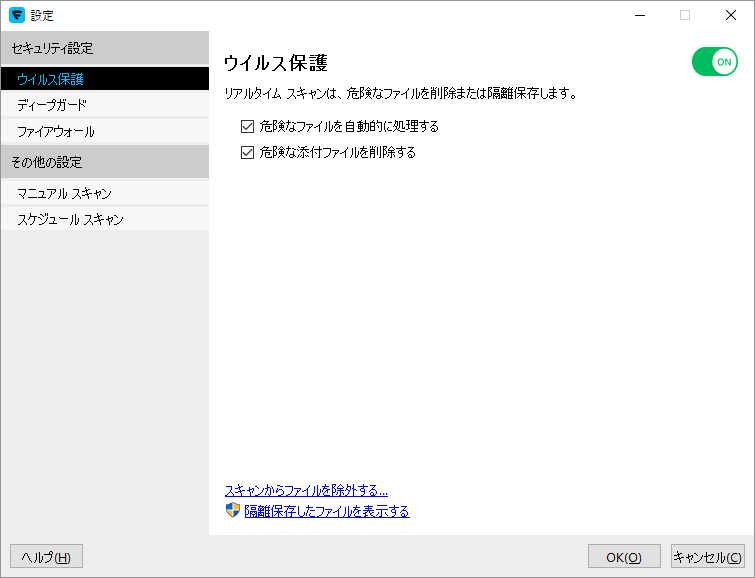 設定
セキュリティ設定
ウイルス保護
ディープガード
ファイアウォール
その他の設定
マニュアル スキャン
スケジュール スキャン
ウイルス保護
ON
リアルタイム スキャンは、危険なファイルを削除または隔離保存します。
危険なファイルを自動的に処理する
危険な添付ファイルを削除する
スキャンからファイルを除外する...
隔離保存したファイルを表示する
ヘルプ(H)
OK(O)
キャンセル(C)